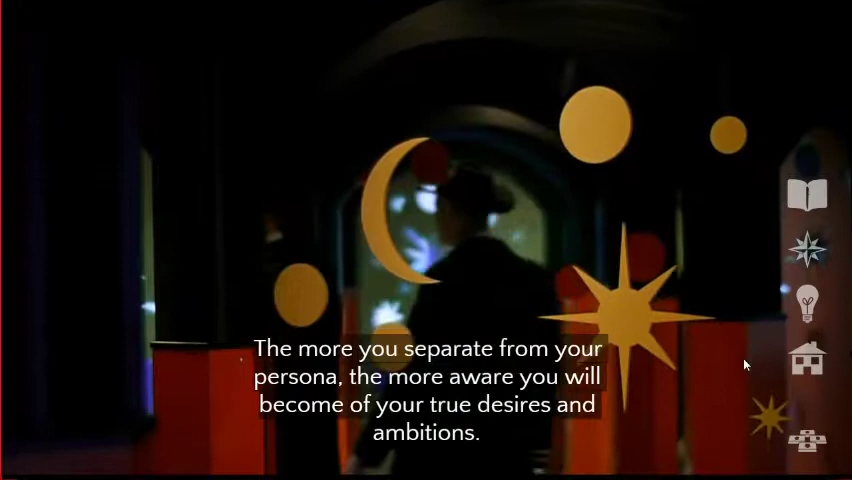 The more you separate from your
persona, the more aware you will
become of your true desires and
ambitions.